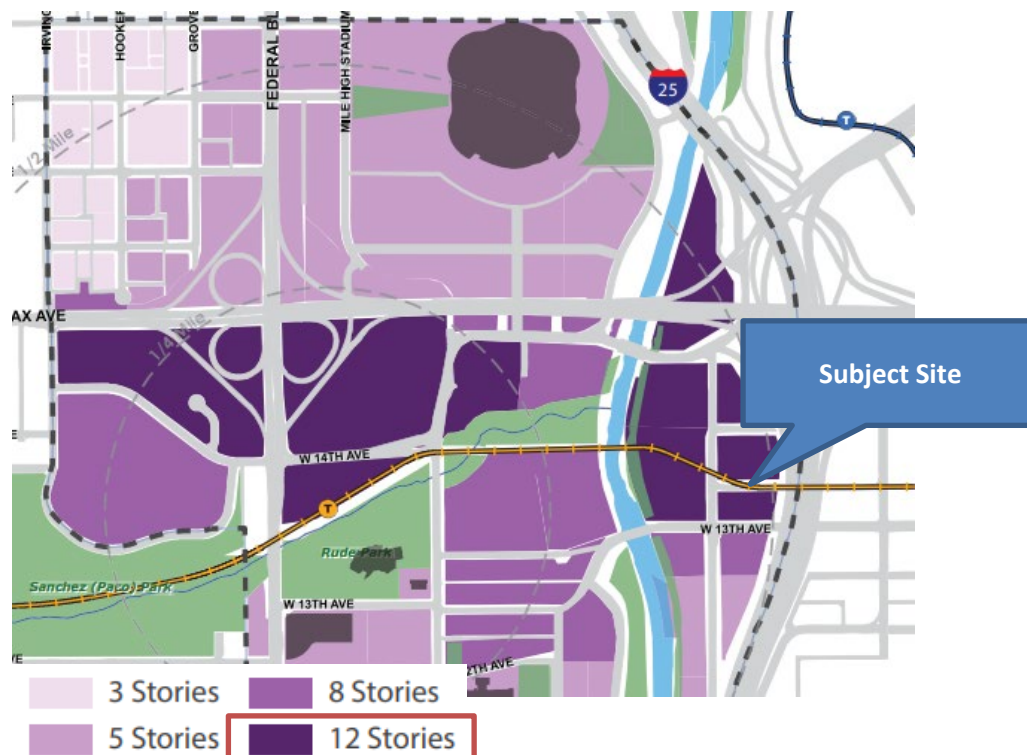 IRVING
HOOKER
GROVE
FEDERAL BL
MILE HIGH STADIUM
25
T
1/2 Mile
AX AVE
1/4 Mile
Subject Site
W 14TH AVE
T
W 13TH AVE
Rude Park
Sanchez (Paco) Park
W 13TH AVE
2TH AVE
3 Stories
8 Stories
5 Stories
12 Stories